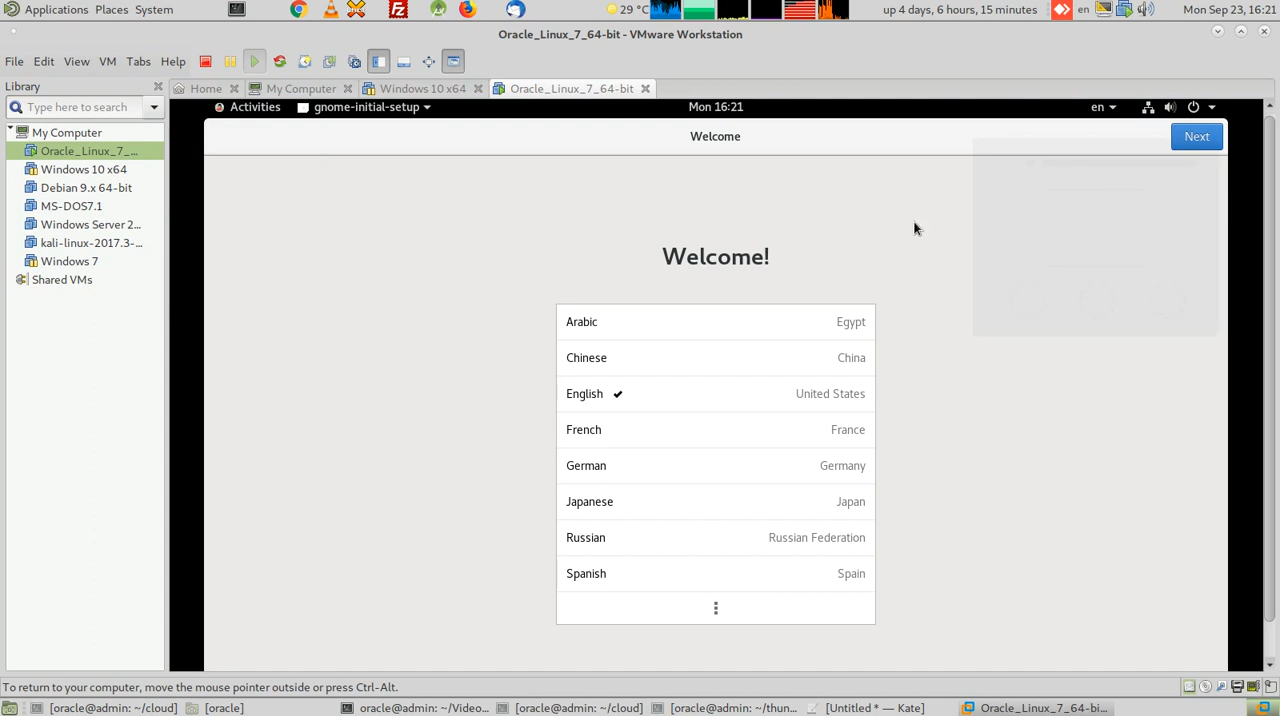 Applications Places System 29 °C up 4 days, 6 hours, 15 minutes en Mon Sep 23, 16:21
Oracle_Linux_7_64-bit - VMware Workstation
File Edit View VM Tabs Help
Library Home My Computer Windows 10 x64 Oracle_Linux_7_64-bit
Type here to search
Activities gnome-initial-setup Mon 16:21 en
My Computer
Oracle_Linux_7_...
Windows 10 x64
Debian 9.x 64-bit
MS-DOS7.1
Windows Server 2...
kali-linux-2017.3-...
Windows 7
Shared VMs
Welcome Next
Welcome!
Arabic Egypt
Chinese China
English United States
French France
German Germany
Japanese Japan
Russian Russian Federation
Spanish Spain
To return to your computer, move the mouse pointer outside or press Ctrl-Alt.
[oracle@admin: ~/cloud] [oracle] oracle@admin: ~/Video... [oracle@admin: ~/cloud] [oracle@admin: ~/thun... [Untitled * — Kate] Oracle_Linux_7_64-bi...